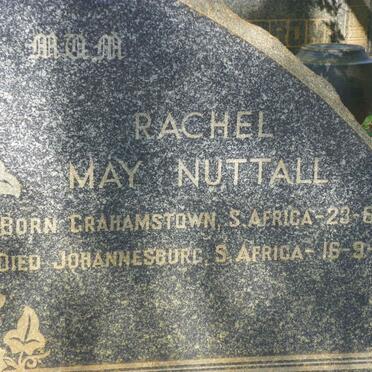 MUM
RACHEL
MAY NUTTALL
BORN GRAHAMSTOWN, S. AFRICA-23-6
DIED JOHANNESBURG, S. AFRICA-16-9-